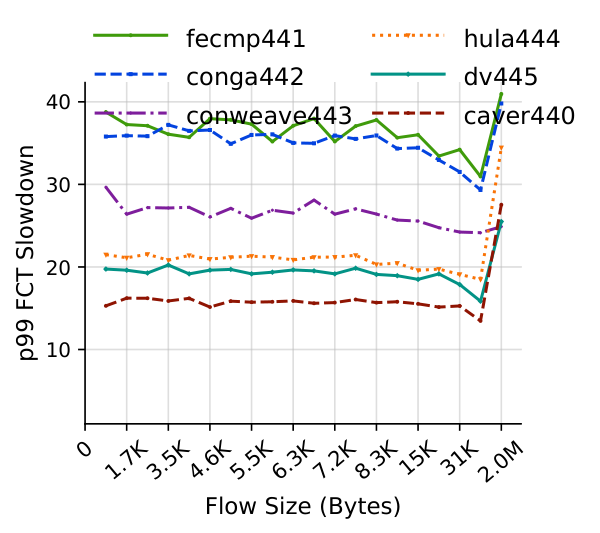 fecmp441 hula444
conga442 dv445
conweave443 caver440
40
30
20
10
p99 FCT Slowdown
0 1.7K 3.5K 4.6K 5.5K 6.3K 7.2K 8.3K 15K 31K 2.0M
Flow Size (Bytes)